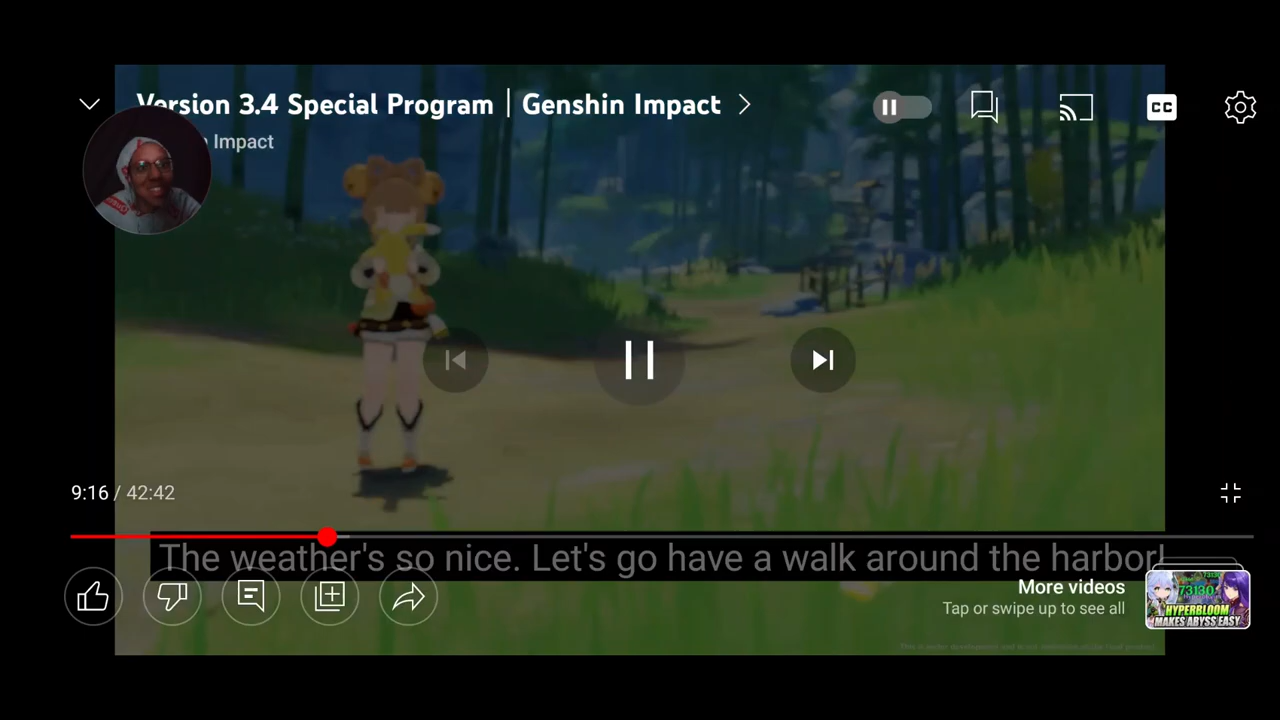 Version 3.4 Special Program | Genshin Impact
Impact
CC
9:16 / 42:42
The weather's so nice. Let's go have a walk around the harbor!
More videos
Tap or swipe up to see all
73130
HYPERBLOOM
MAKES ABYSS EASY